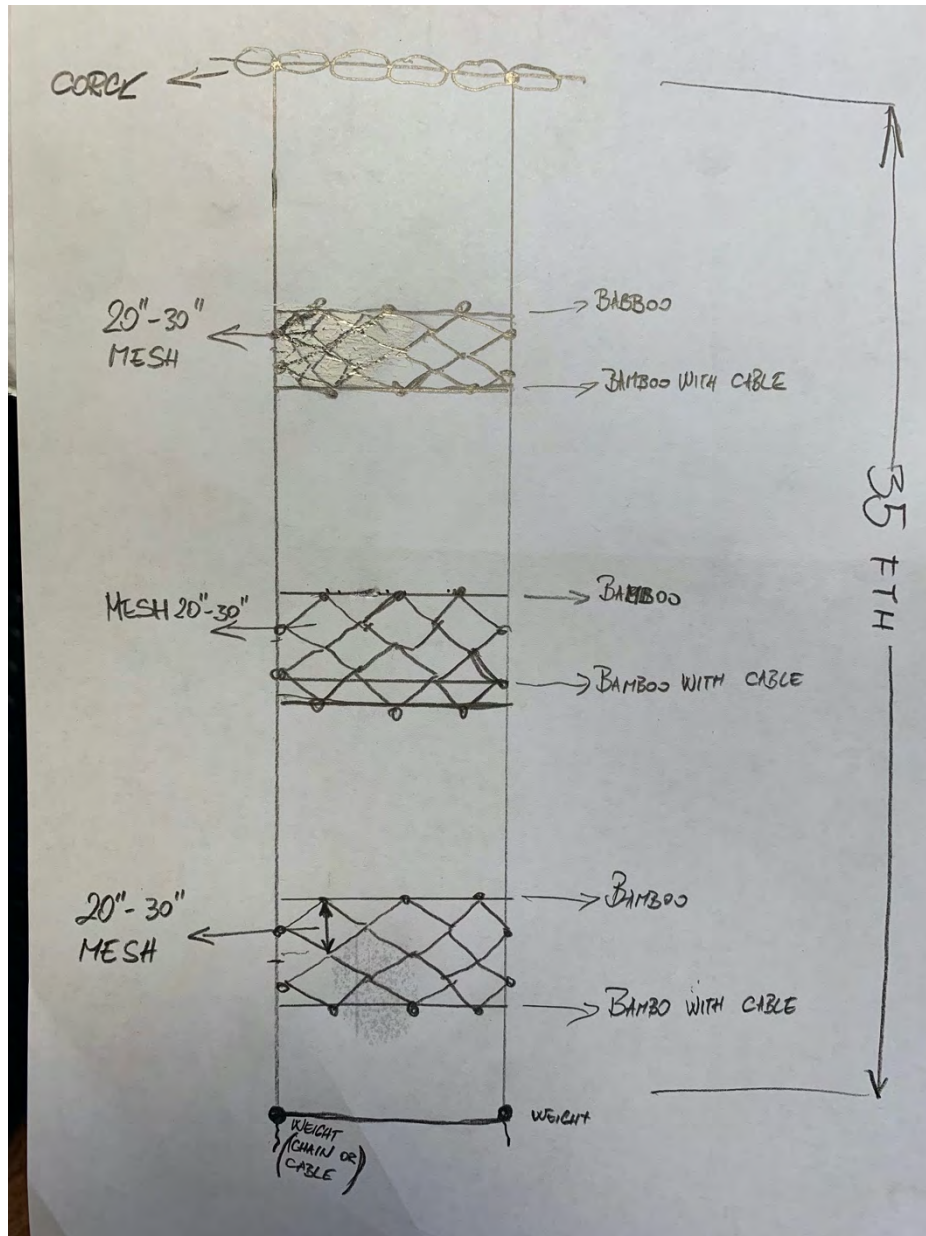 CORCK
20"-30"
MESH
BABBOO
BAMBOO WITH CABLE
MESH 20"-30"
BAMBOO
BAMBOO WITH CABLE
35 FTH
20"-30"
MESH
BAMBOO
BAMBO WITH CABLE
WEIGHT
(CHAIN OR
CABLE)
WEIGHT